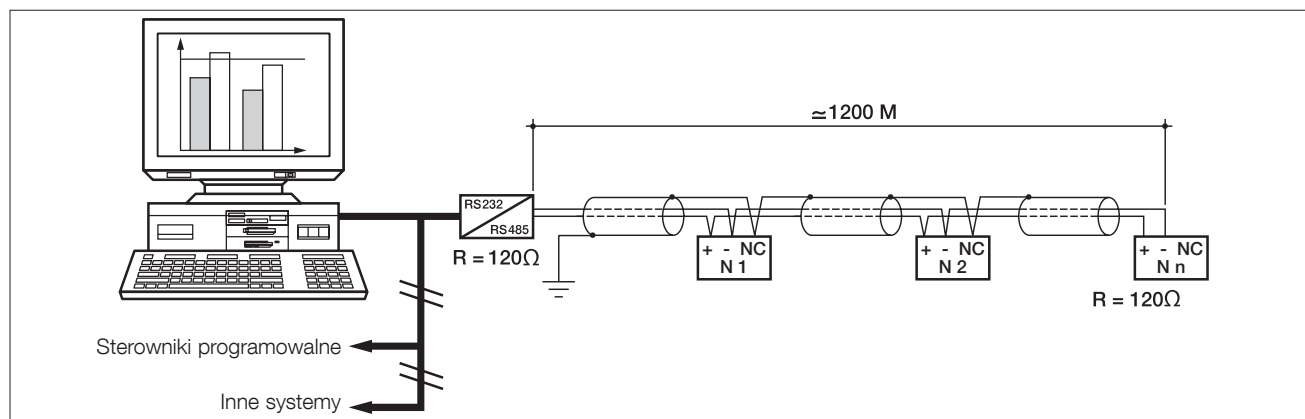 ≃1200 M
RS232
RS485
R = 120Ω
+ - NC
N 1
+ - NC
N 2
+ - NC
N n
R = 120Ω
Sterowniki programowalne
Inne systemy